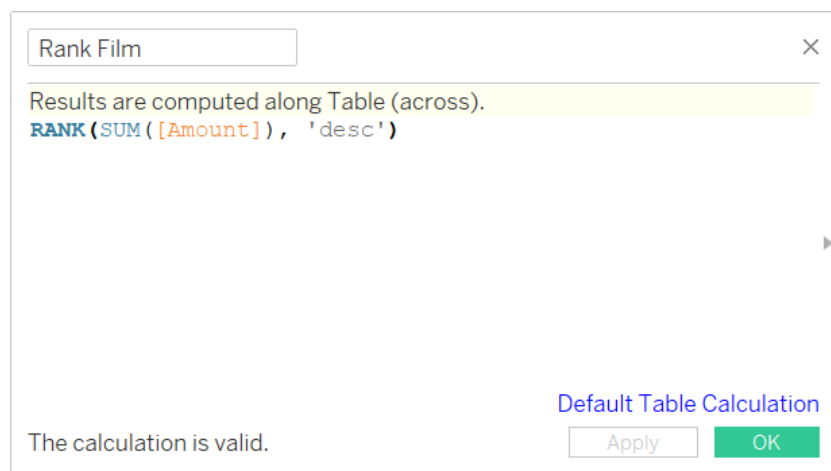 Rank Film
Results are computed along Table (across).
RANK(SUM([Amount]), 'desc')
Default Table Calculation
The calculation is valid.
Apply
OK